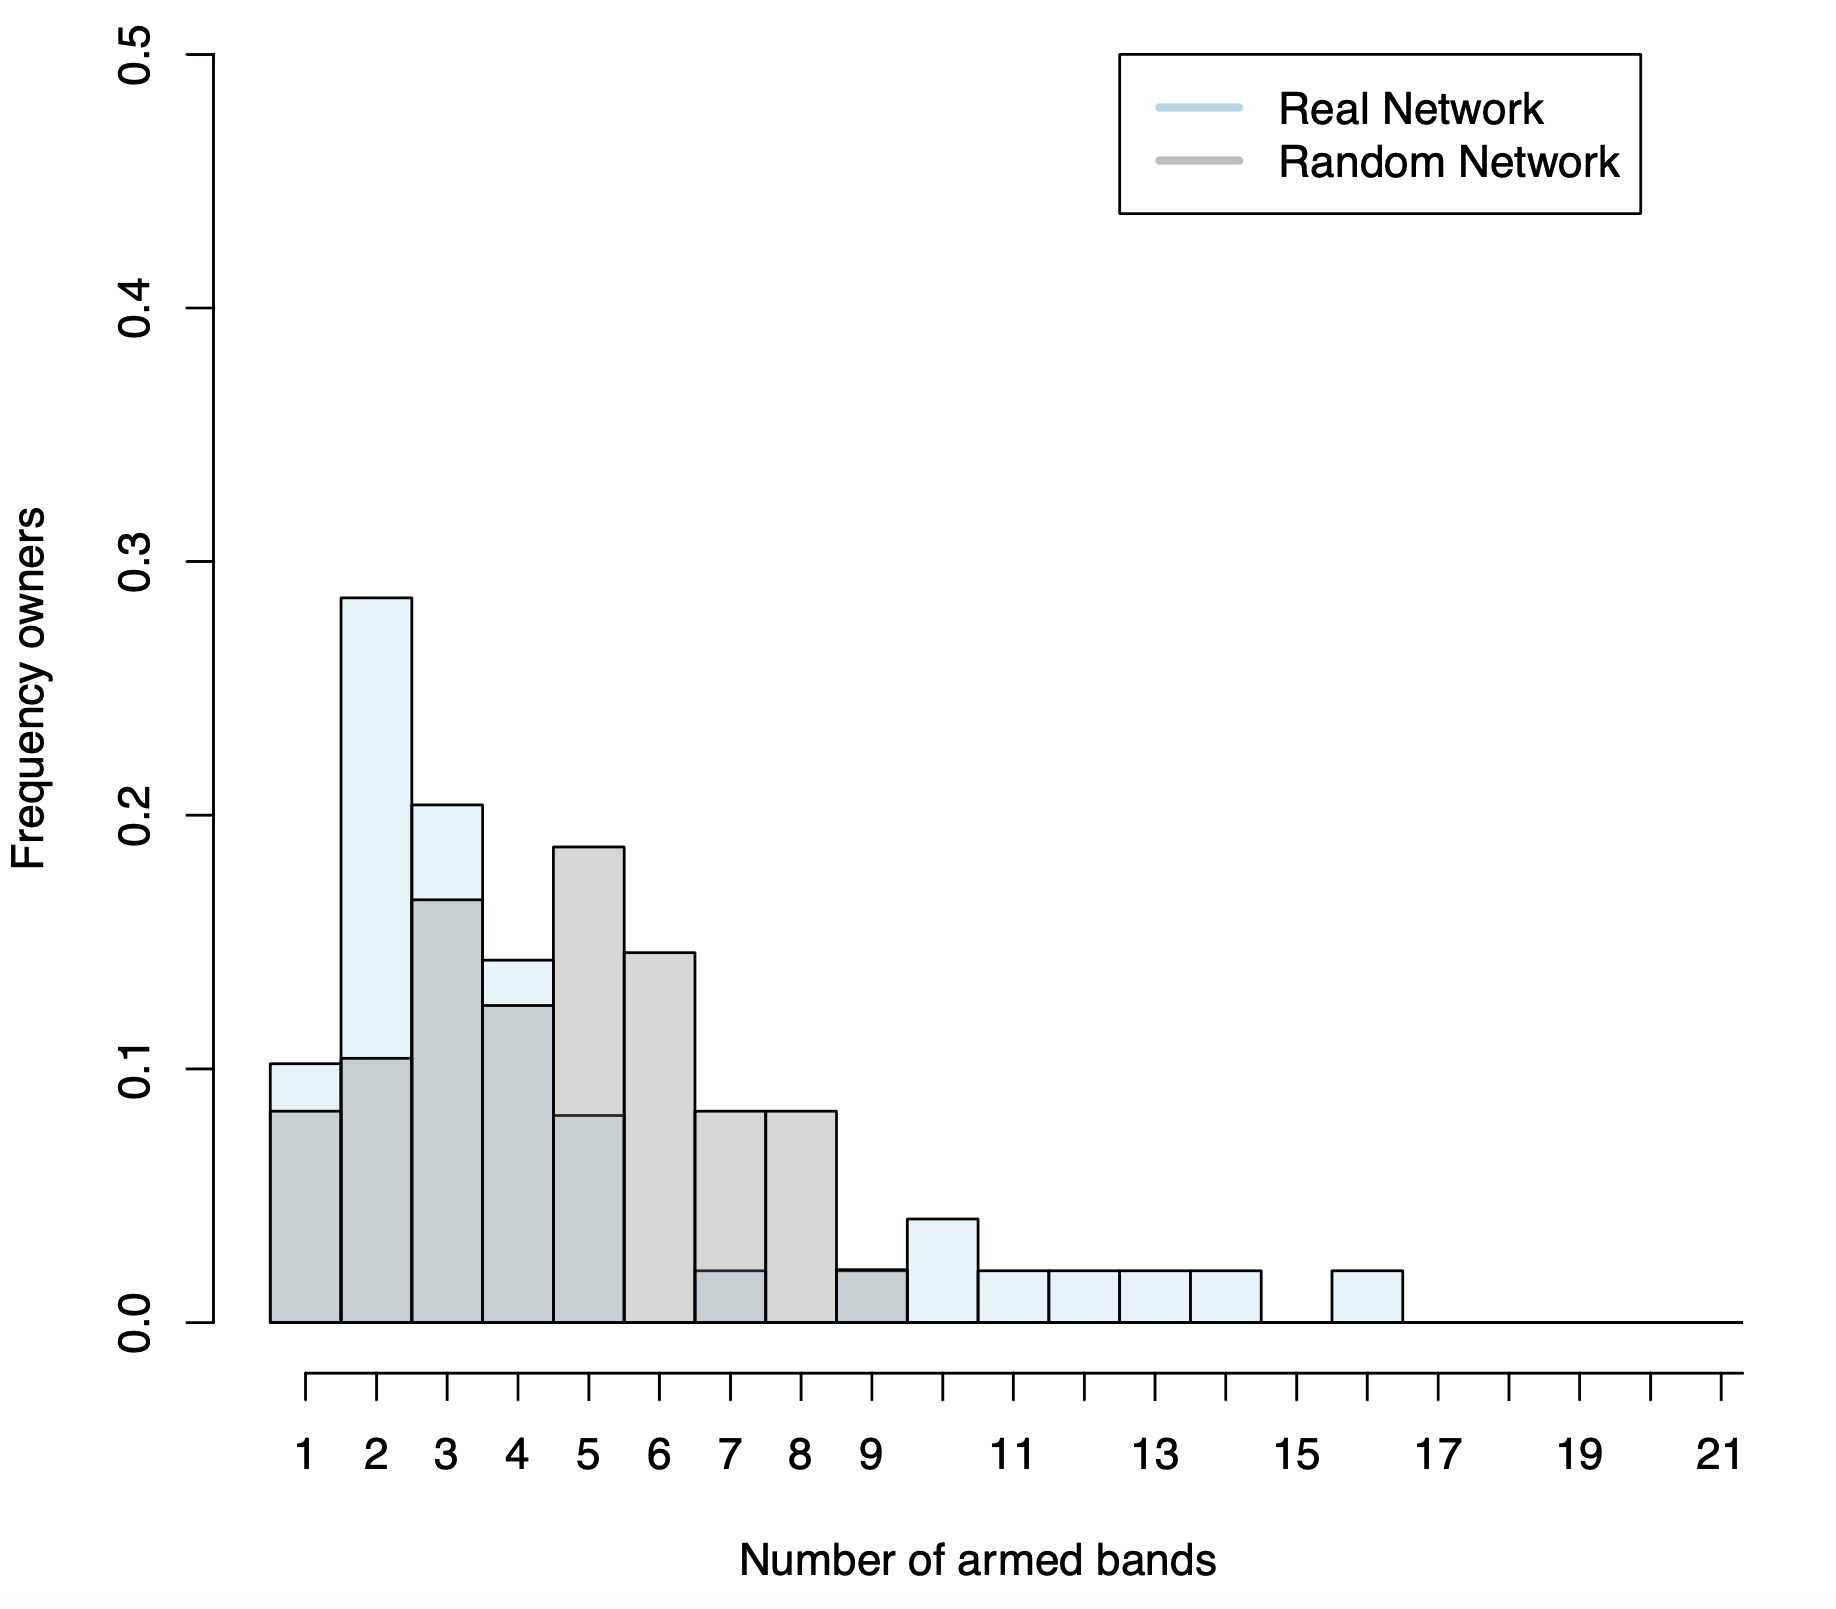 0.5
0.4
0.3
0.2
0.1
0.0
Frequency owners
Real Network
Random Network
1 2 3 4 5 6 7 8 9 11 13 15 17 19 21
Number of armed bands